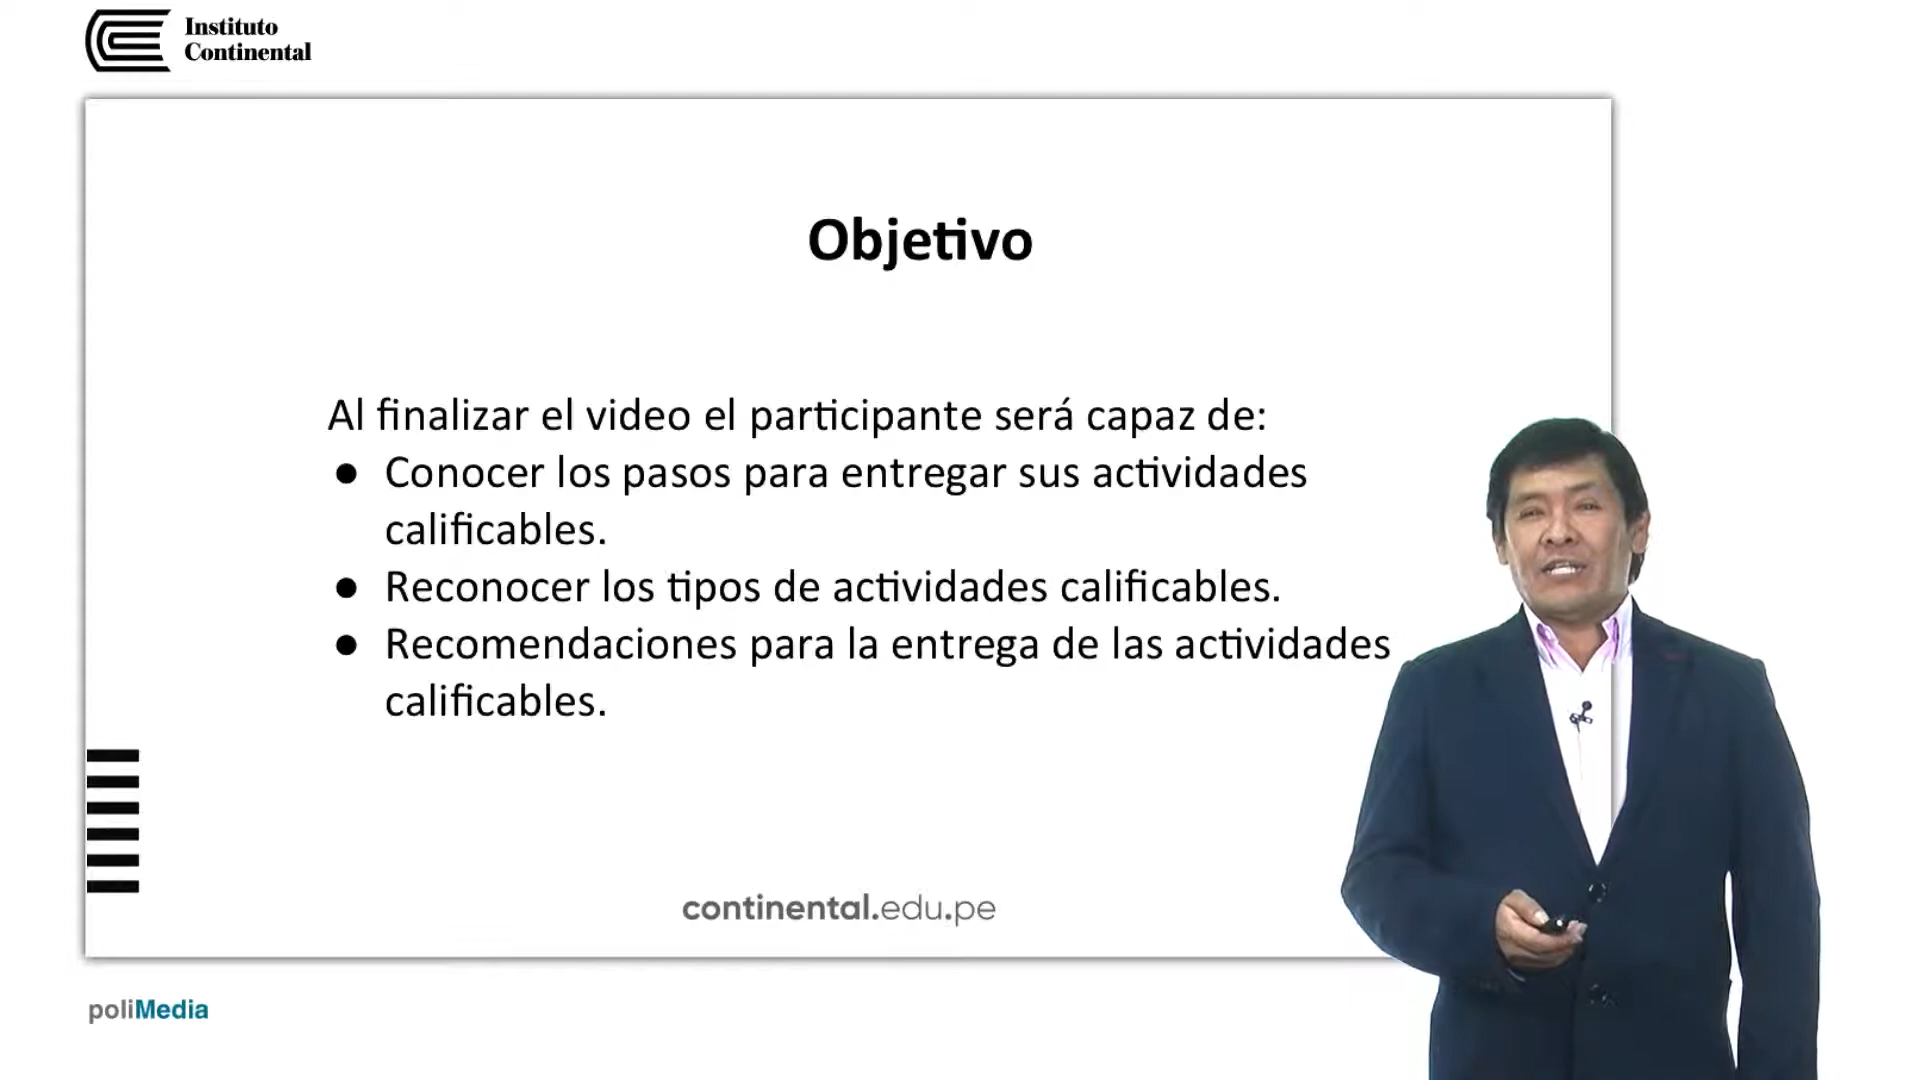 Instituto
Continental
Objetivo
Al finalizar el video el participante será capaz de:
● Conocer los pasos para entregar sus actividades
calificables.
● Reconocer los tipos de actividades calificables.
● Recomendaciones para la entrega de las actividades
calificables.
continental.edu.pe
poliMedia